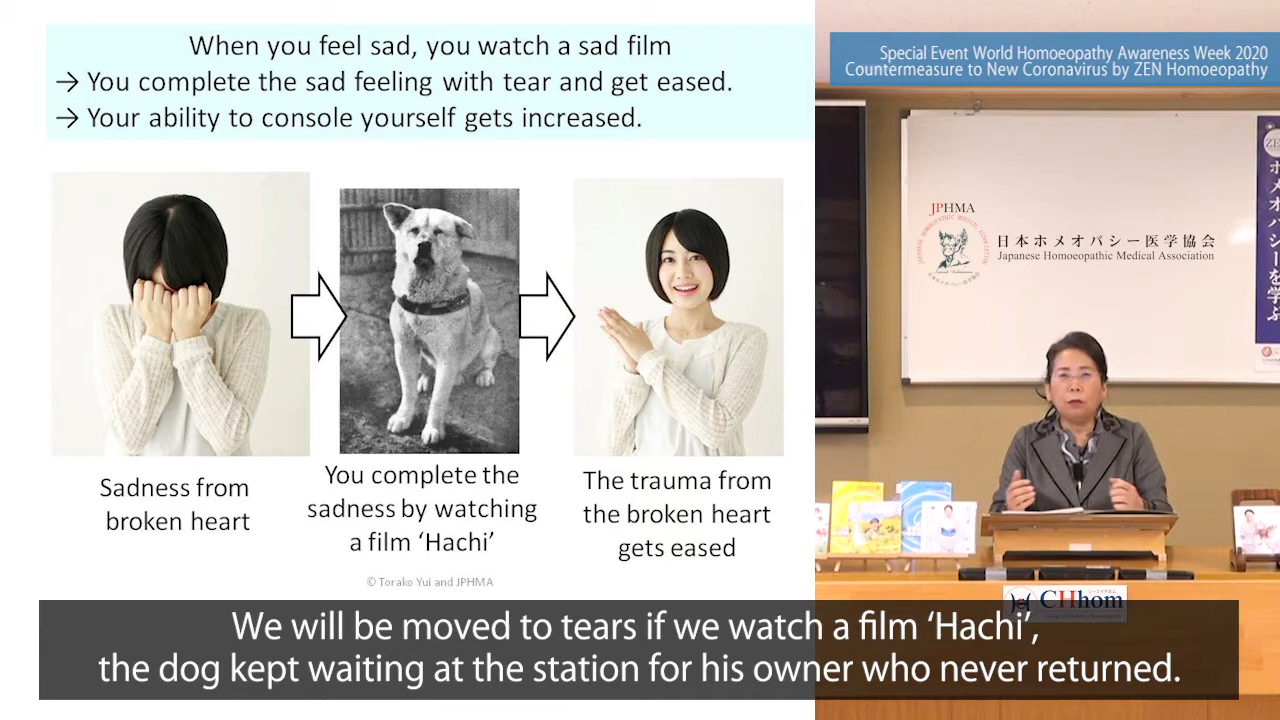 When you feel sad, you watch a sad film
→ You complete the sad feeling with tear and get eased.
→ Your ability to console yourself gets increased.
Sadness from
broken heart
You complete the
sadness by watching
a film ‘Hachi’
The trauma from
the broken heart
gets eased
© Torako Yui and JPHMA
Special Event World Homoeopathy Awareness Week 2020
Countermeasure to New Coronavirus by ZEN Homoeopathy
JPHMA
日本ホメオパシー医学協会
Japanese Homoeopathic Medical Association
ホメオパシーを学ぶ
CHhom
We will be moved to tears if we watch a film ‘Hachi’,
the dog kept waiting at the station for his owner who never returned.